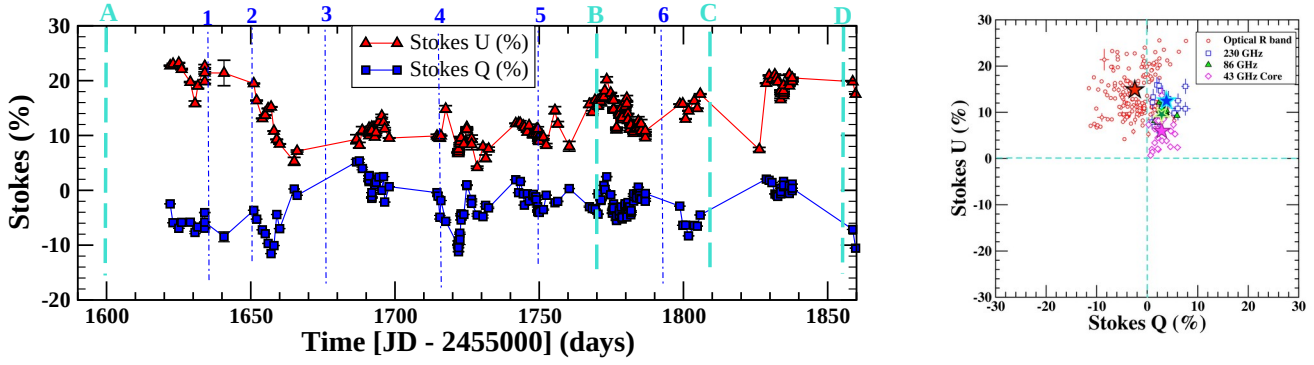 A 1 2 3 4 5 B 6 C D
30
20
10
0
-10
-20
Stokes (%)
Stokes U (%)
Stokes Q (%)
1600 1650 1700 1750 1800 1850
Time [JD - 2455000] (days)
30
20
10
0
-10
-20
-30
Stokes U (%)
Optical R band
230 GHz
86 GHz
43 GHz Core
-30 -20 -10 0 10 20 30
Stokes Q (%)